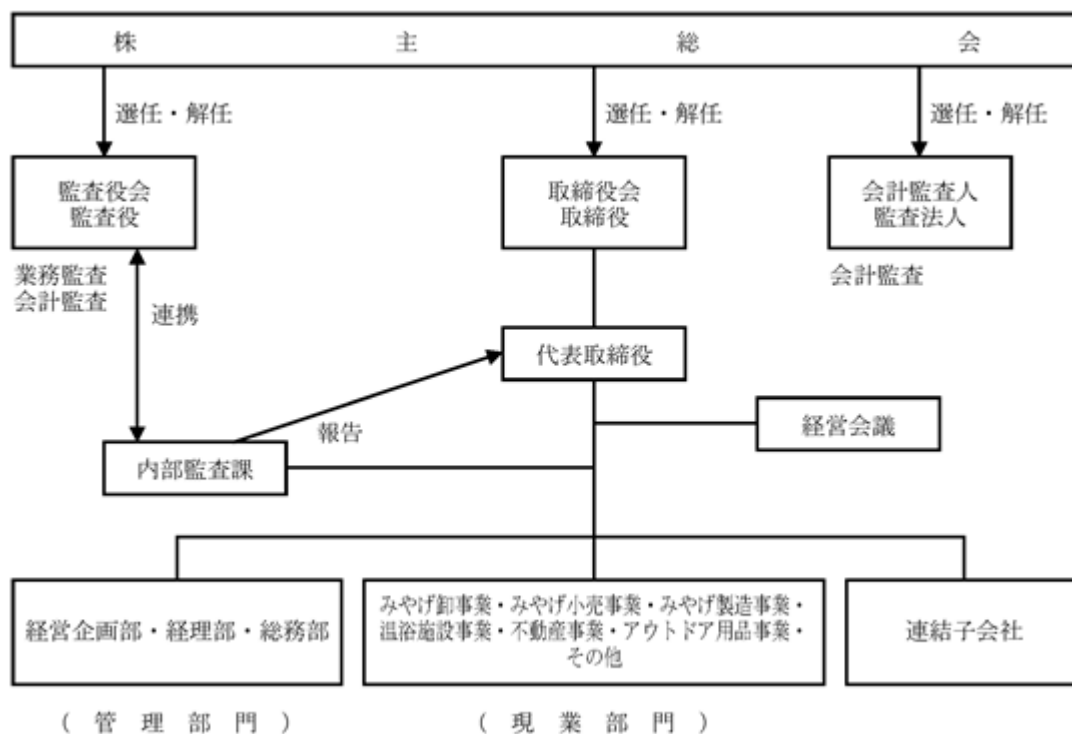 株主総会
選任・解任
選任・解任
選任・解任
監査役会
監査役
取締役会
取締役
会計監査人
監査法人
業務監査
会計監査
会計監査
連携
代表取締役
報告
経営会議
内部監査課
経営企画部・経理部・総務部
みやげ卸事業・みやげ小売事業・みやげ製造事業・
温浴施設事業・不動産事業・アウトドア用品事業・
その他
連結子会社
(管理部門)
(現業部門)